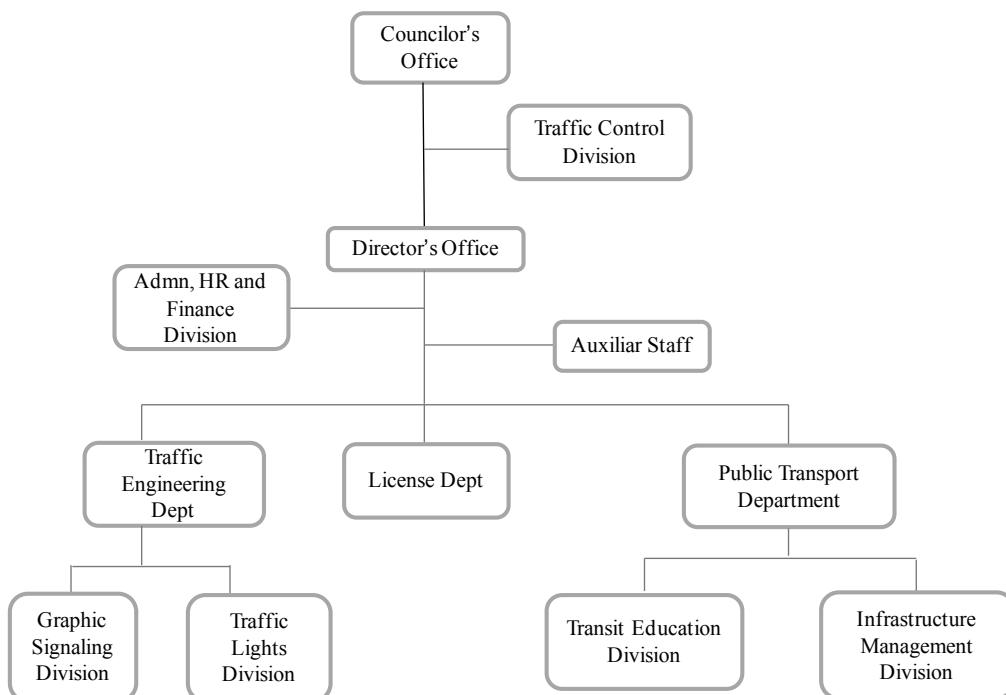 Councilor's
Office
Traffic Control
Division
Director's Office
Admn, HR and
Finance
Division
Auxiliar Staff
Traffic
Engineering
Dept
License Dept
Public Transport
Department
Graphic
Signaling
Division
Traffic
Lights
Division
Transit Education
Division
Infrastructure
Management
Division